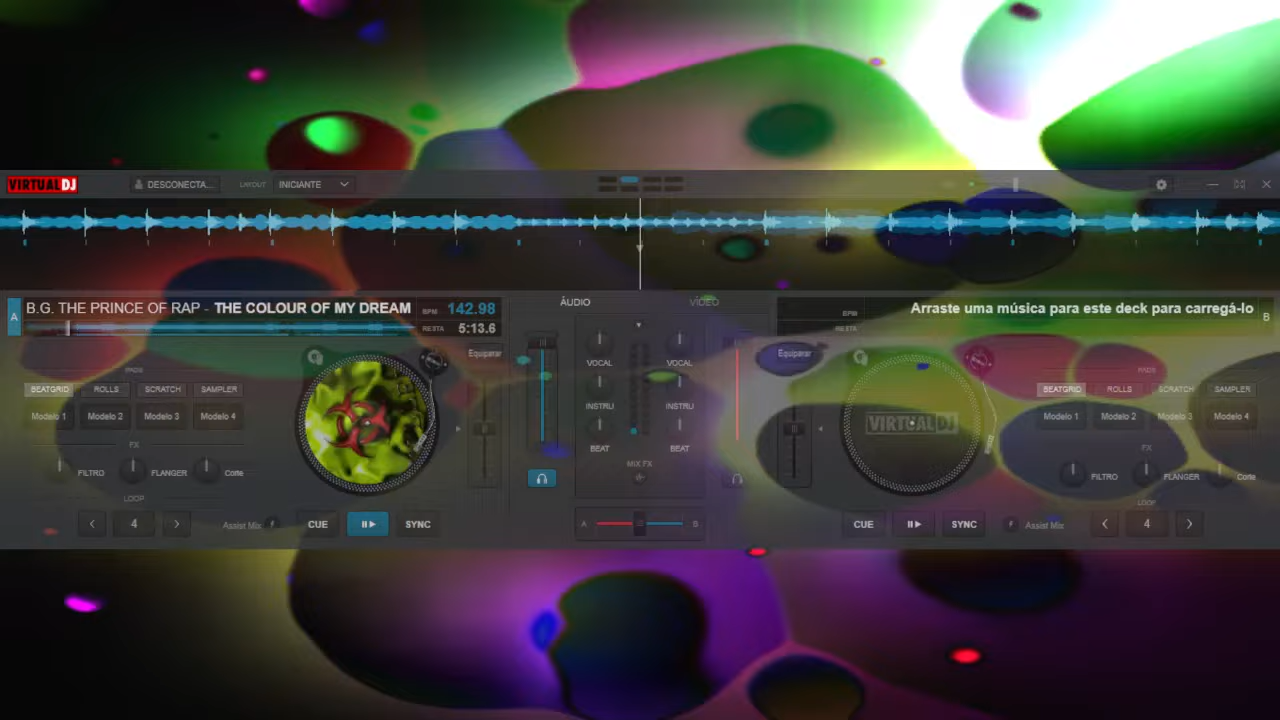 VIRTUALDJ
DESCONECTA...
LAYOUT
INICIANTE
A
B.G. THE PRINCE OF RAP - THE COLOUR OF MY DREAM
BPM 142.98
RESTA 5:13.6
ÁUDIO
VÍDEO
BPM
RESTA
Arraste uma música para este deck para carregá-lo
B
Equiparar
VOCAL
VOCAL
Equiparar
PADS
BEATGRID ROLLS SCRATCH SAMPLER
Modelo 1 Modelo 2 Modelo 3 Modelo 4
FX
FILTRO FLANGER Corte
LOOP
4
Assist Mix
CUE
SYNC
INSTRU
INSTRU
BEAT
BEAT
MIX FX
A
B
VIRTUALDJ
PADS
BEATGRID ROLLS SCRATCH SAMPLER
Modelo 1 Modelo 2 Modelo 3 Modelo 4
FX
FILTRO FLANGER Corte
LOOP
CUE
SYNC
Assist Mix
4